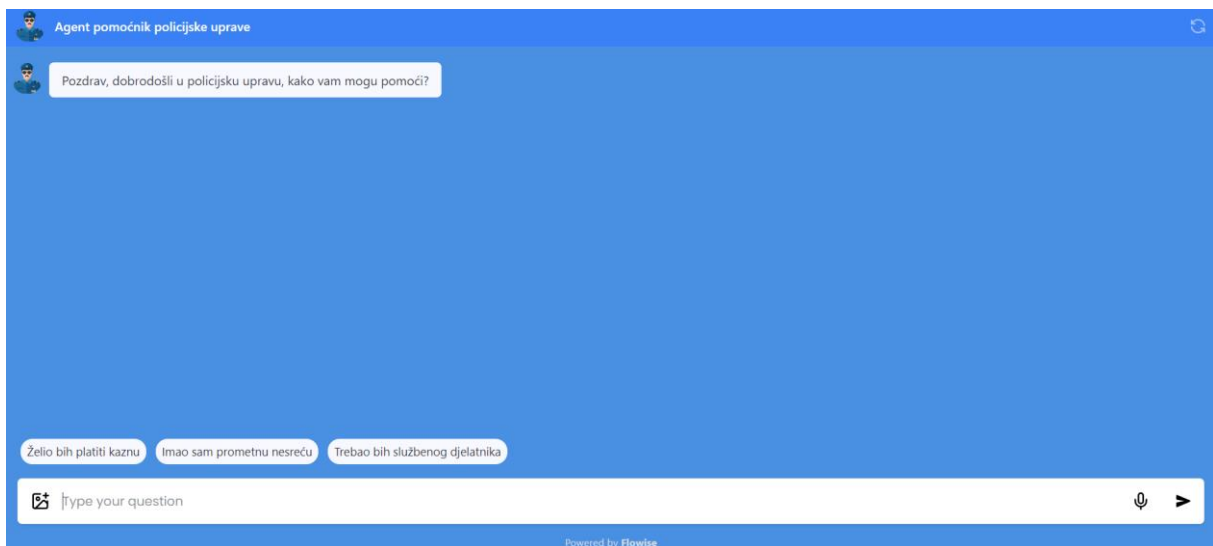 Agent pomoćnik policijske uprave
Pozdrav, dobrodošli u policijsku upravu, kako vam mogu pomoći?
Želio bih platiti kaznu
Imao sam prometnu nesreću
Trebao bih službenog djelatnika
Type your question
Powered by Flowise